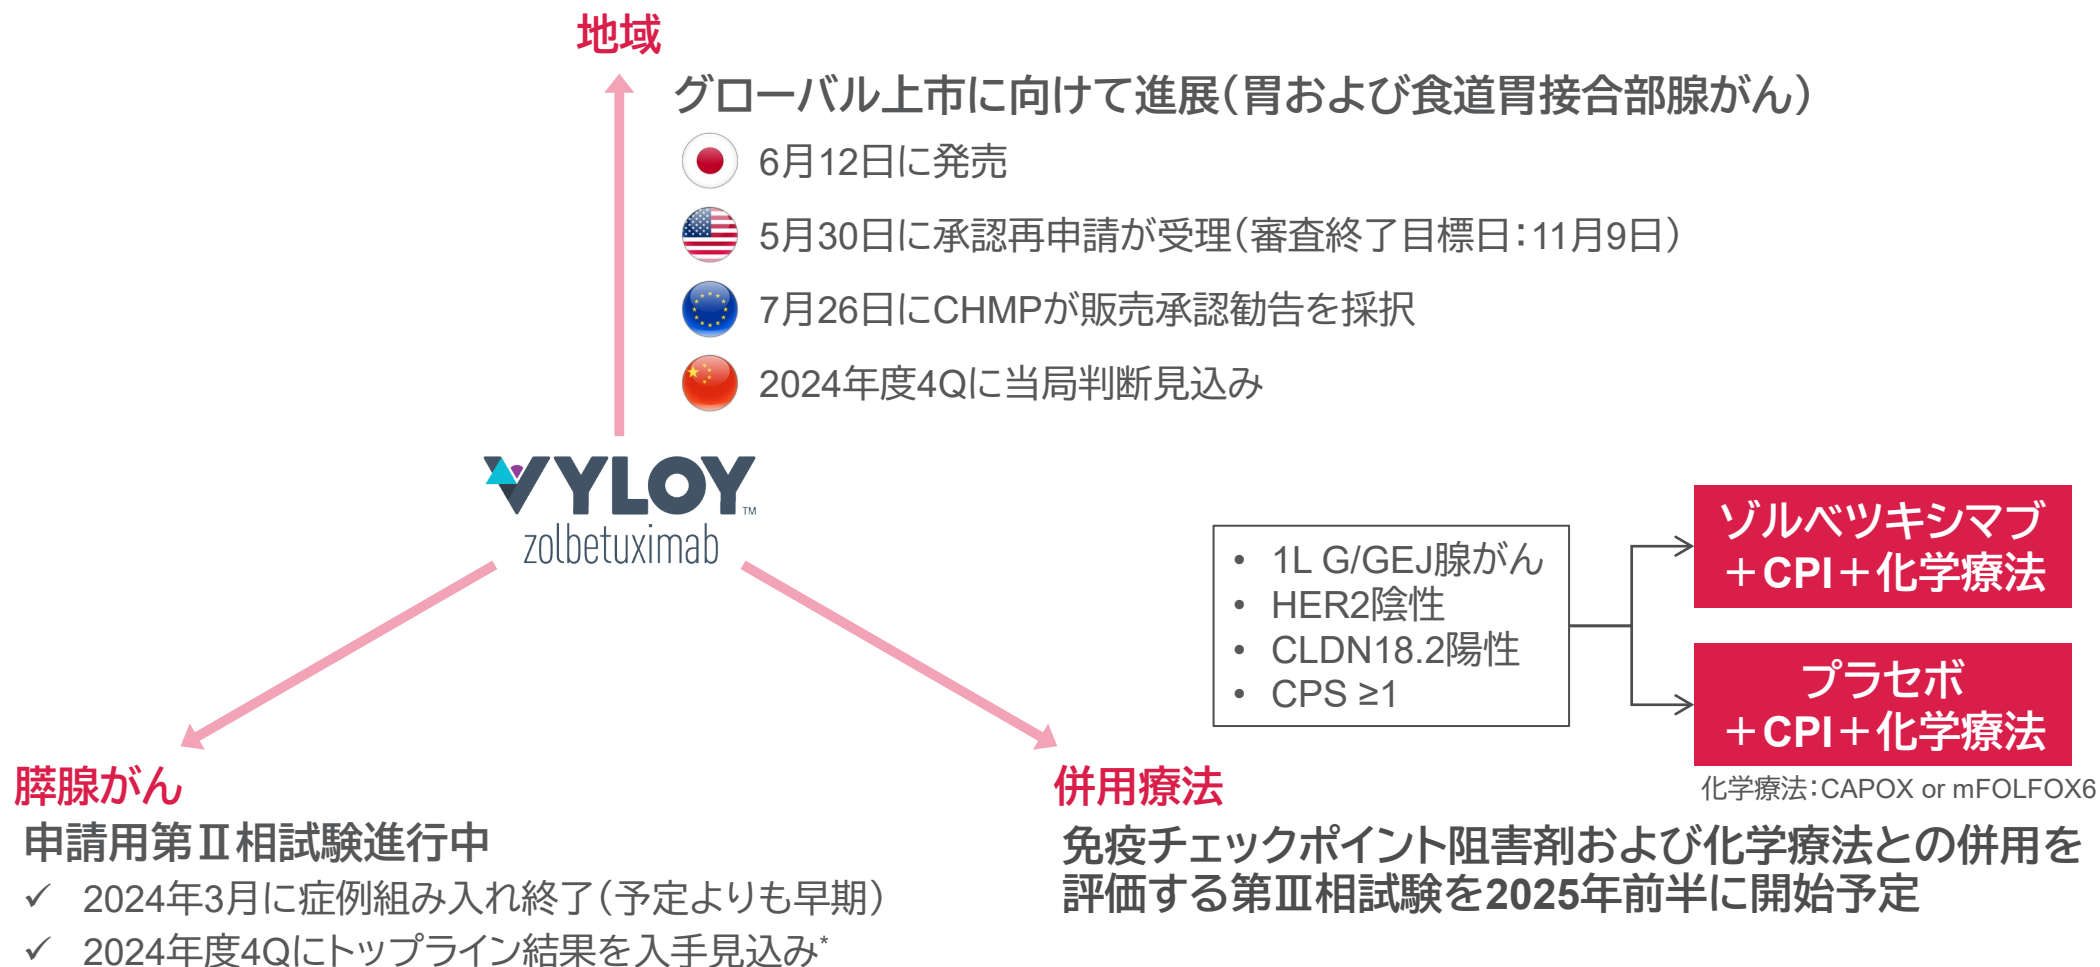 地域
グローバル上市に向けて進展（胃および食道胃接合部腺がん）
6月12日に発売
5月30日に承認再申請が受理（審査終了目標日：11月9日）
7月26日にCHMPが販売承認勧告を採択
2024年度4Qに当局判断見込み
VYLOY™
zolbetuximab
• 1L G/GEJ腺がん
• HER2陰性
• CLDN18.2陽性
• CPS ≥1
ゾルベツキシマブ
＋CPI＋化学療法
プラセボ
＋CPI＋化学療法
化学療法：CAPOX or mFOLFOX6
膵腺がん
申請用第Ⅱ相試験進行中
✓ 2024年3月に症例組み入れ終了（予定よりも早期）
✓ 2024年度4Qにトップライン結果を入手見込み*
併用療法
免疫チェックポイント阻害剤および化学療法との併用を
評価する第Ⅲ相試験を2025年前半に開始予定